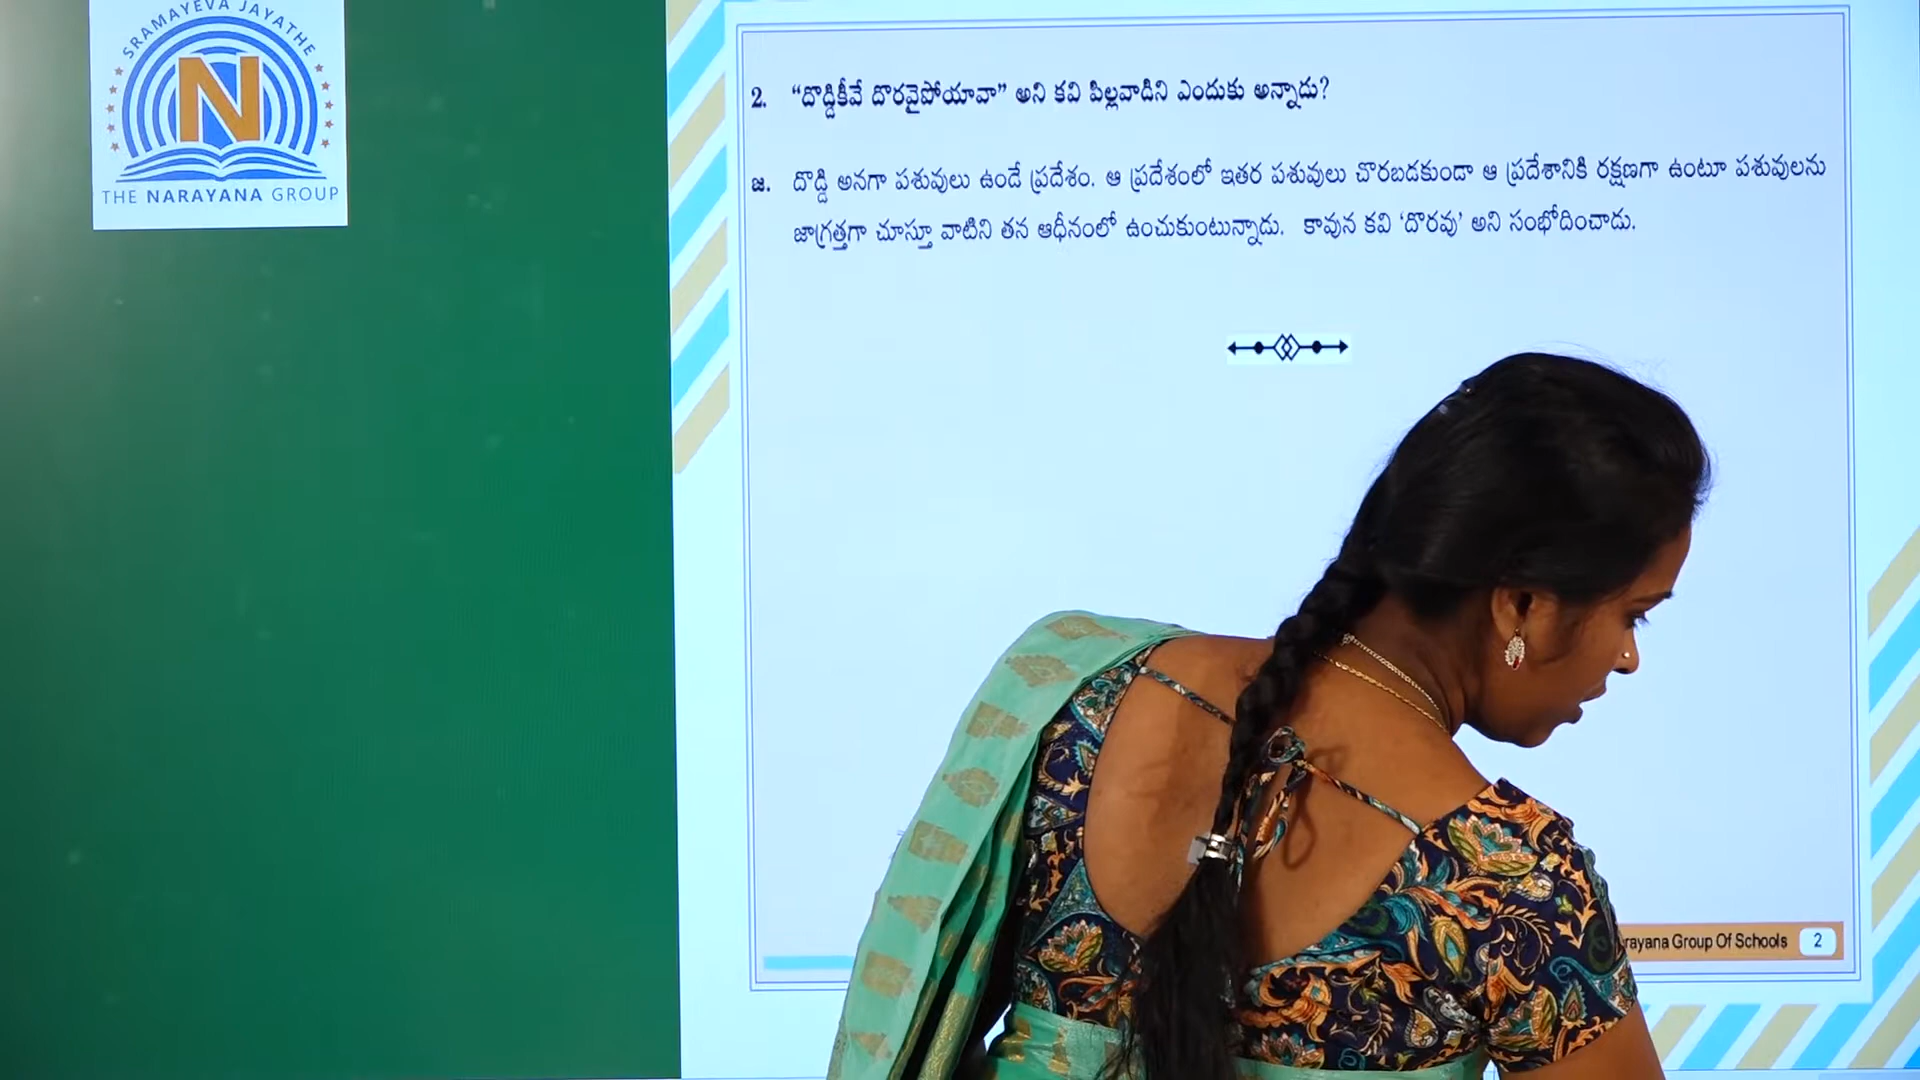 SRAMAYEVA JAYATHE
N
THE NARAYANA GROUP
2. “దొడ్డికీవే దొరవైపోయావా” అని కవి పిల్లవాడిని ఎందుకు అన్నాడు?
జ. దొడ్డి అనగా పశువులు ఉండే ప్రదేశం. ఆ ప్రదేశంలో ఇతర పశువులు చొరబడకుండా ఆ ప్రదేశానికి రక్షణగా ఉంటూ పశువులను
జాగ్రత్తగా చూస్తూ వాటిని తన ఆధీనంలో ఉంచుకుంటున్నాడు. కావున కవి ‘దొరవు’ అని సంభోదించాడు.
rayana Group Of Schools 2